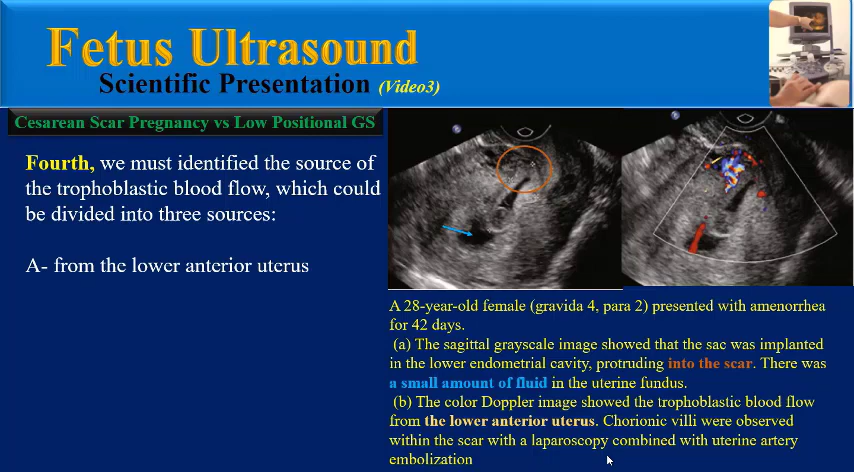 Fetus Ultrasound
Scientific Presentation (Video3)
Cesarean Scar Pregnancy vs Low Positional GS
Fourth, we must identified the source of
the trophoblastic blood flow, which could
be divided into three sources:
A- from the lower anterior uterus
A 28-year-old female (gravida 4, para 2) presented with amenorrhea
for 42 days.
(a) The sagittal grayscale image showed that the sac was implanted
in the lower endometrial cavity, protruding into the scar. There was
a small amount of fluid in the uterine fundus.
(b) The color Doppler image showed the trophoblastic blood flow
from the lower anterior uterus. Chorionic villi were observed
within the scar with a laparoscopy combined with uterine artery
embolization